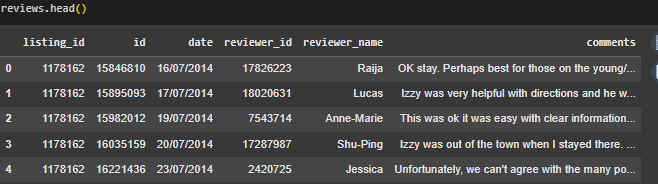 reviews.head()
listing_id id date reviewer_id reviewer_name comments
0 1178162 15846810 16/07/2014 17826223 Raija OK stay. Perhaps best for those on the young/...
1 1178162 15895093 17/07/2014 18020631 Lucas Izzy was very helpful with directions and he w...
2 1178162 15982012 19/07/2014 7543714 Anne-Marie This was ok it was easy with clear information...
3 1178162 16035159 20/07/2014 17287987 Shu-Ping Izzy was out of the town when I stayed there. ...
4 1178162 16221436 23/07/2014 2420725 Jessica Unfortunately, we can't agree with the many po...